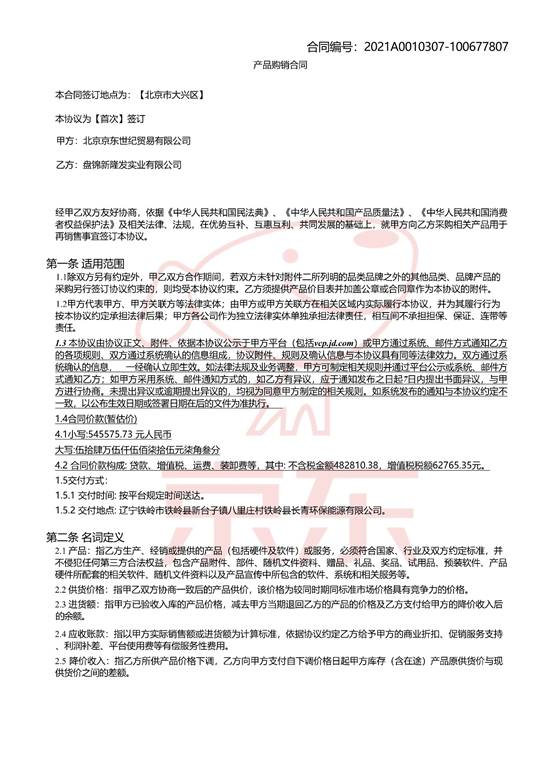 合同编号：2021A0010307-100677807
产品购销合同
本合同签订地点为：【北京市大兴区】
本协议为【首次】签订
甲方：北京京东世纪贸易有限公司
乙方：盘锦新隆发实业有限公司
经甲乙双方友好协商，依据《中华人民共和国民法典》、《中华人民共和国产品质量法》、《中华人民共和国消费
者权益保护法》及相关法律、法规，在优势互补、互惠互利、共同发展的基础上，就甲方向乙方采购相关产品用于
再销售事宜签订本协议。
第一条 适用范围
1.1除双方另有约定外，甲乙双方合作期间，若双方未针对附件二所列明的品类品牌之外的其他品类、品牌产品的
采购另行签订协议约束的，则均受本协议约束。乙方须提供产品价目表并加盖公章或合同章作为本协议的附件。
1.2甲方代表甲方、甲方关联方等法律实体；由甲方或甲方关联方在相关区域内实际履行本协议，并为其履行行为
按本协议约定承担法律后果；甲方各公司作为独立法律实体单独承担法律责任，相互间不承担担保、保证、连带等
责任。
1.3 本协议由协议正文、附件、依据本协议公示于甲方平台（包括vcp.jd.com）或甲方通过系统、邮件方式通知乙方
的各项规则、双方通过系统确认的信息组成，协议附件、规则及确认信息与本协议具有同等法律效力。双方通过系
统确认的信息， 一经确认立即生效。如法律法规及业务调整，甲方可制定相关规则并通过平台公示或系统、邮件方
式通知乙方；如甲方采用系统、邮件通知方式的，如乙方有异议，应于通知发布之日起7日内提出书面异议，与甲
方进行协商。未提出异议或逾期提出异议的，均视为同意甲方制定的相关规则。如系统发布的通知与本协议约定不
一致，以公布生效日期或签署日期在后的文件为准执行。
1.4合同价款(暂估价)
4.1小写:545575.73 元人民币
大写:伍拾肆万伍仟伍佰柒拾伍元柒角叁分
4.2 合同价款构成: 贷款、增值税、运费、装卸费等，其中: 不含税金额482810.38，增值税税额62765.35元。
1.5交付方式:
1.5.1 交付时间: 按平台规定时间送达。
1.5.2 交付地点: 辽宁铁岭市铁岭县新台子镇八里庄村铁岭县长青环保能源有限公司。
第二条 名词定义
2.1 产品：指乙方生产、经销或提供的产品（包括硬件及软件）或服务，必须符合国家、行业及双方约定标准，并
不侵犯任何第三方合法权益，包含产品附件、部件、随机文件资料、赠品、礼品、奖品、试用品、预装软件、产品
硬件所配套的相关软件、随机文件资料以及产品宣传中所包含的软件、系统和相关服务等。
2.2 供货价格：指甲乙双方协商一致后的产品供价，该价格为较同时期同标准市场价格具有竞争力的价格。
2.3 进货额：指甲方已验收入库的产品价格，减去甲方当期退回乙方的产品的价格及乙方支付给甲方的降价收入后
的余额。
2.4 应收账款：指以甲方实际销售额或进货额为计算标准，依据协议约定乙方给予甲方的商业折扣、促销服务支持
、利润补差、平台使用费等有偿服务性费用。
2.5 降价收入：指乙方所供产品价格下调，乙方向甲方支付自下调价格日起甲方库存（含在途）产品原供货价与现
供货价之间的差额。
京东